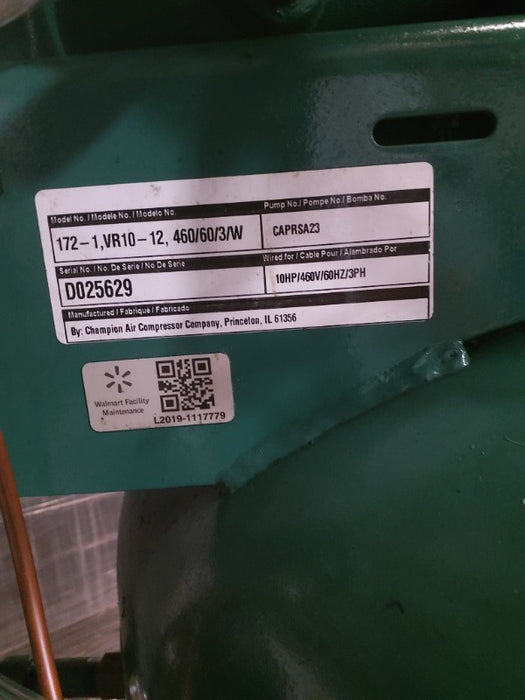 Model No. / Modele No. / Modelo No.
Pump No./ Pompe No./ Bomba No.
172-1,VR10-12, 460/60/3/W
CAPRSA23
Serial No. / No. De Serie / No De Serie
Wired for / Cable Pour / Alambrado Por
D025629
10HP/460V/60HZ/3PH
Manufactured / Fabrique / Fabricado
By: Champion Air Compressor Company, Princeton, IL 61356
Walmart Facility
Maintenance
L2019-1117779